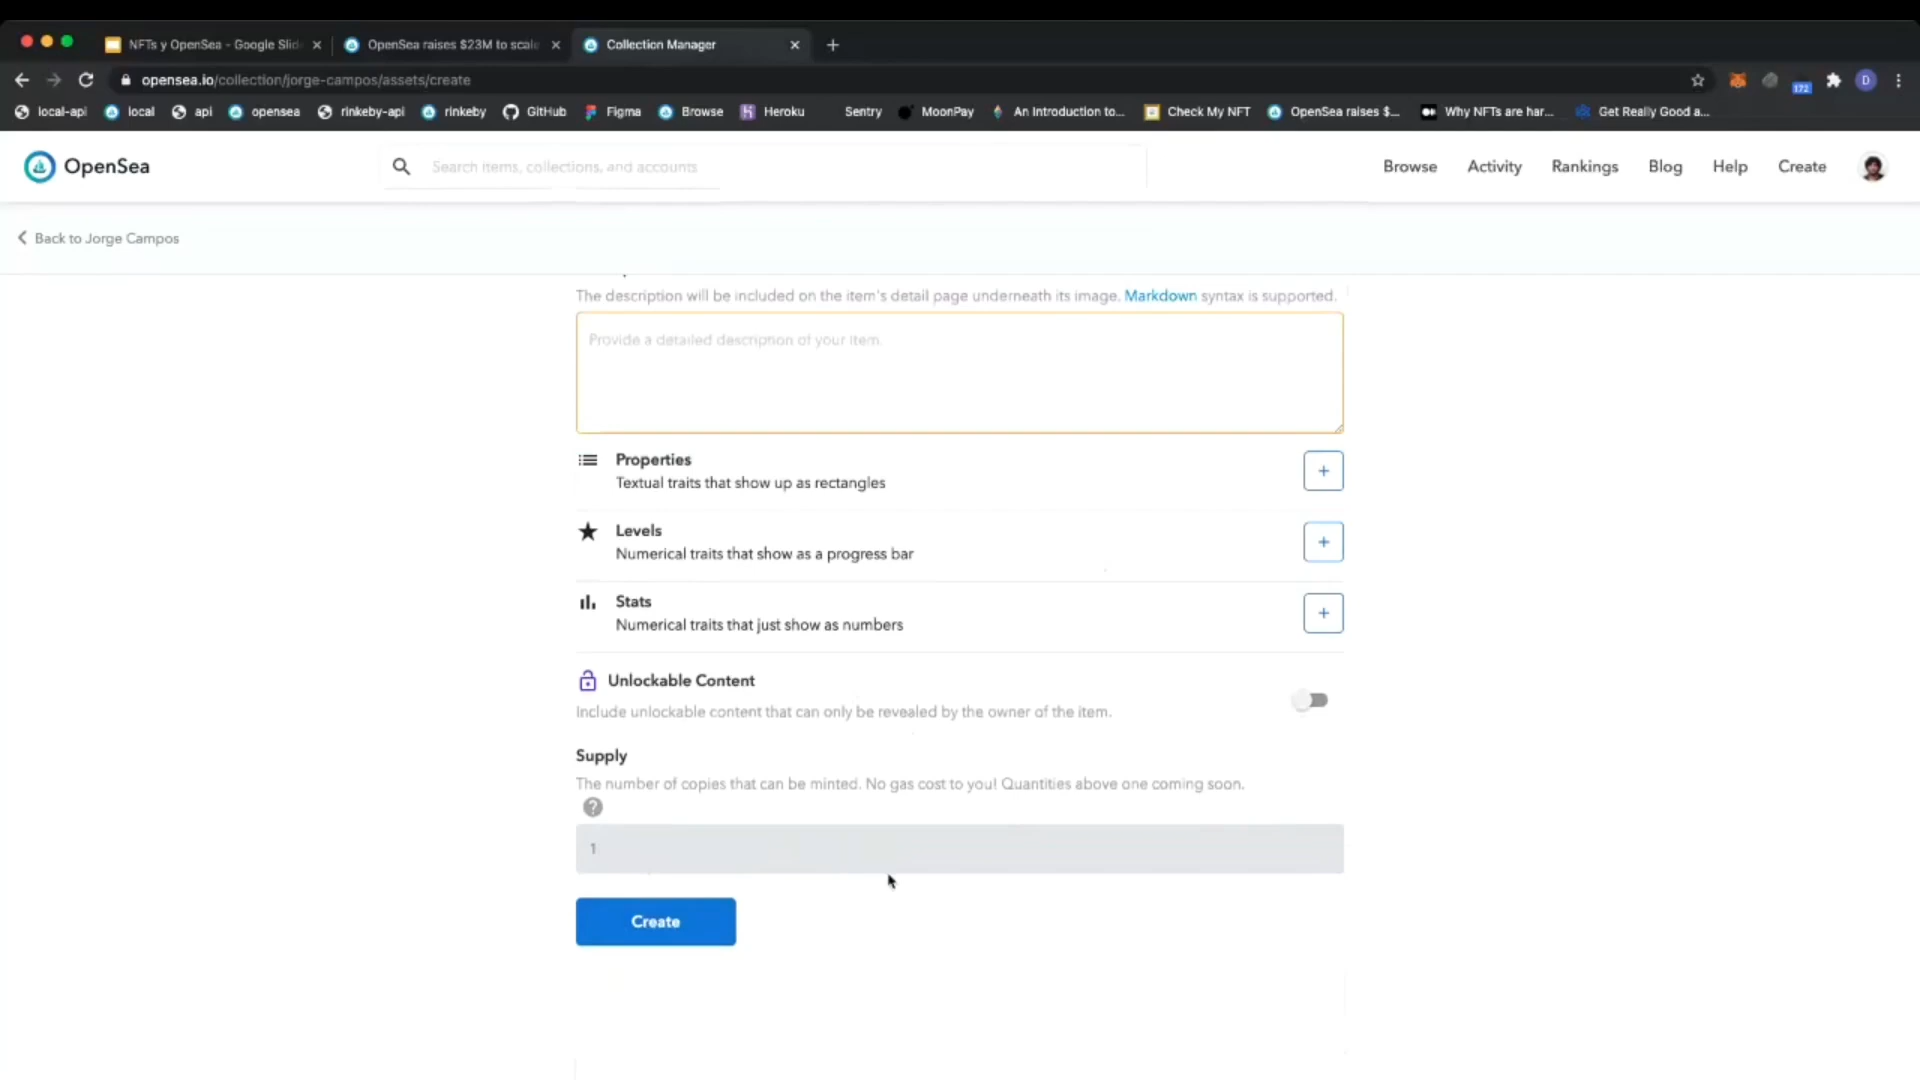 NFTs y OpenSea - Google Slid
OpenSea raises $23M to scale
Collection Manager
opensea.io/collection/jorge-campos/assets/create
172
D
local-api
local
api
opensea
rinkeby-api
rinkeby
GitHub
Figma
Browse
Heroku
Sentry
MoonPay
An Introduction to...
Check My NFT
OpenSea raises $...
Why NFTs are har...
Get Really Good a...
OpenSea
Search items, collections, and accounts
Browse
Activity
Rankings
Blog
Help
Create
Back to Jorge Campos
The description will be included on the item's detail page underneath its image. Markdown syntax is supported.
Provide a detailed description of your item.
Properties
Textual traits that show up as rectangles
Levels
Numerical traits that show as a progress bar
Stats
Numerical traits that just show as numbers
Unlockable Content
Include unlockable content that can only be revealed by the owner of the item.
Supply
The number of copies that can be minted. No gas cost to you! Quantities above one coming soon.
1
Create